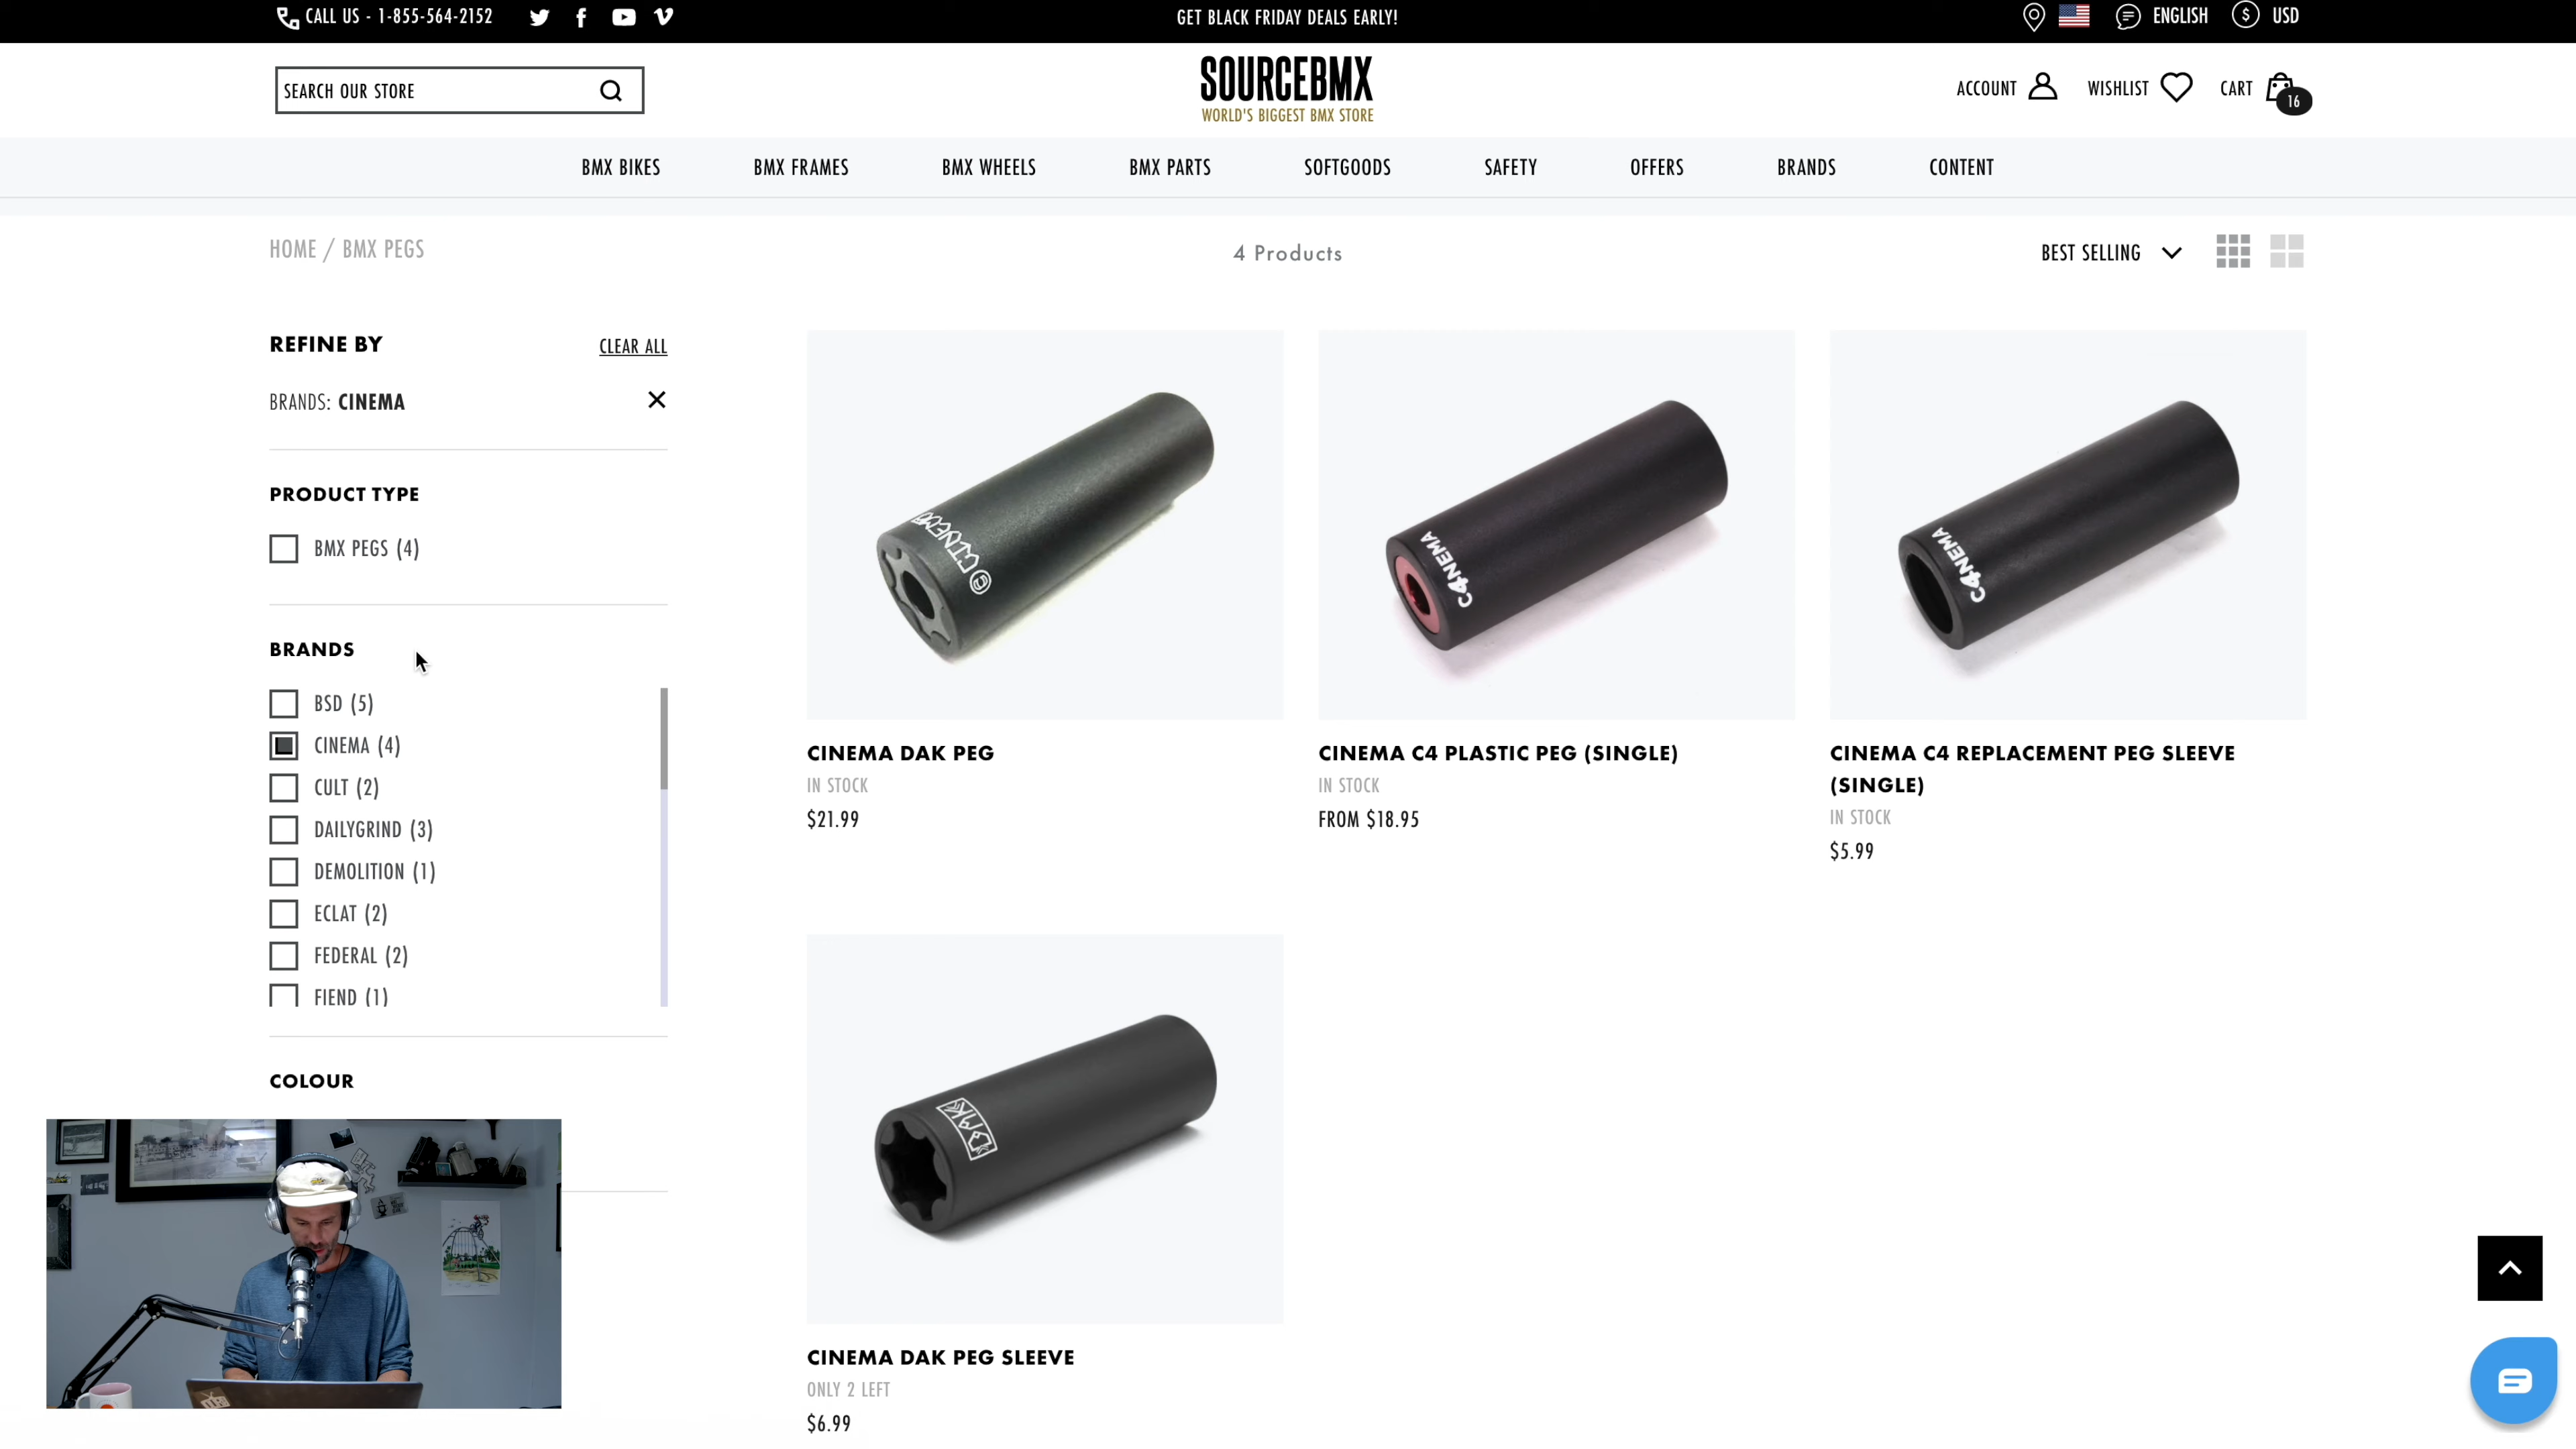 CALL US - 1-855-564-2152
GET BLACK FRIDAY DEALS EARLY!
ENGLISH
USD
SEARCH OUR STORE
SOURCEBMX
WORLD'S BIGGEST BMX STORE
ACCOUNT
WISHLIST
CART
16
BMX BIKES
BMX FRAMES
BMX WHEELS
BMX PARTS
SOFTGOODS
SAFETY
OFFERS
BRANDS
CONTENT
HOME / BMX PEGS
4 Products
BEST SELLING
REFINE BY
CLEAR ALL
BRANDS: CINEMA
PRODUCT TYPE
BMX PEGS (4)
BRANDS
BSD (5)
CINEMA (4)
CULT (2)
DAILYGRIND (3)
DEMOLITION (1)
ECLAT (2)
FEDERAL (2)
FIEND (1)
COLOUR
CINEMA
CINEMA DAK PEG
IN STOCK
$21.99
C4NEMA
CINEMA C4 PLASTIC PEG (SINGLE)
IN STOCK
FROM $18.95
C4NEMA
CINEMA C4 REPLACEMENT PEG SLEEVE
(SINGLE)
IN STOCK
$5.99
DAK
CINEMA DAK PEG SLEEVE
ONLY 2 LEFT
$6.99